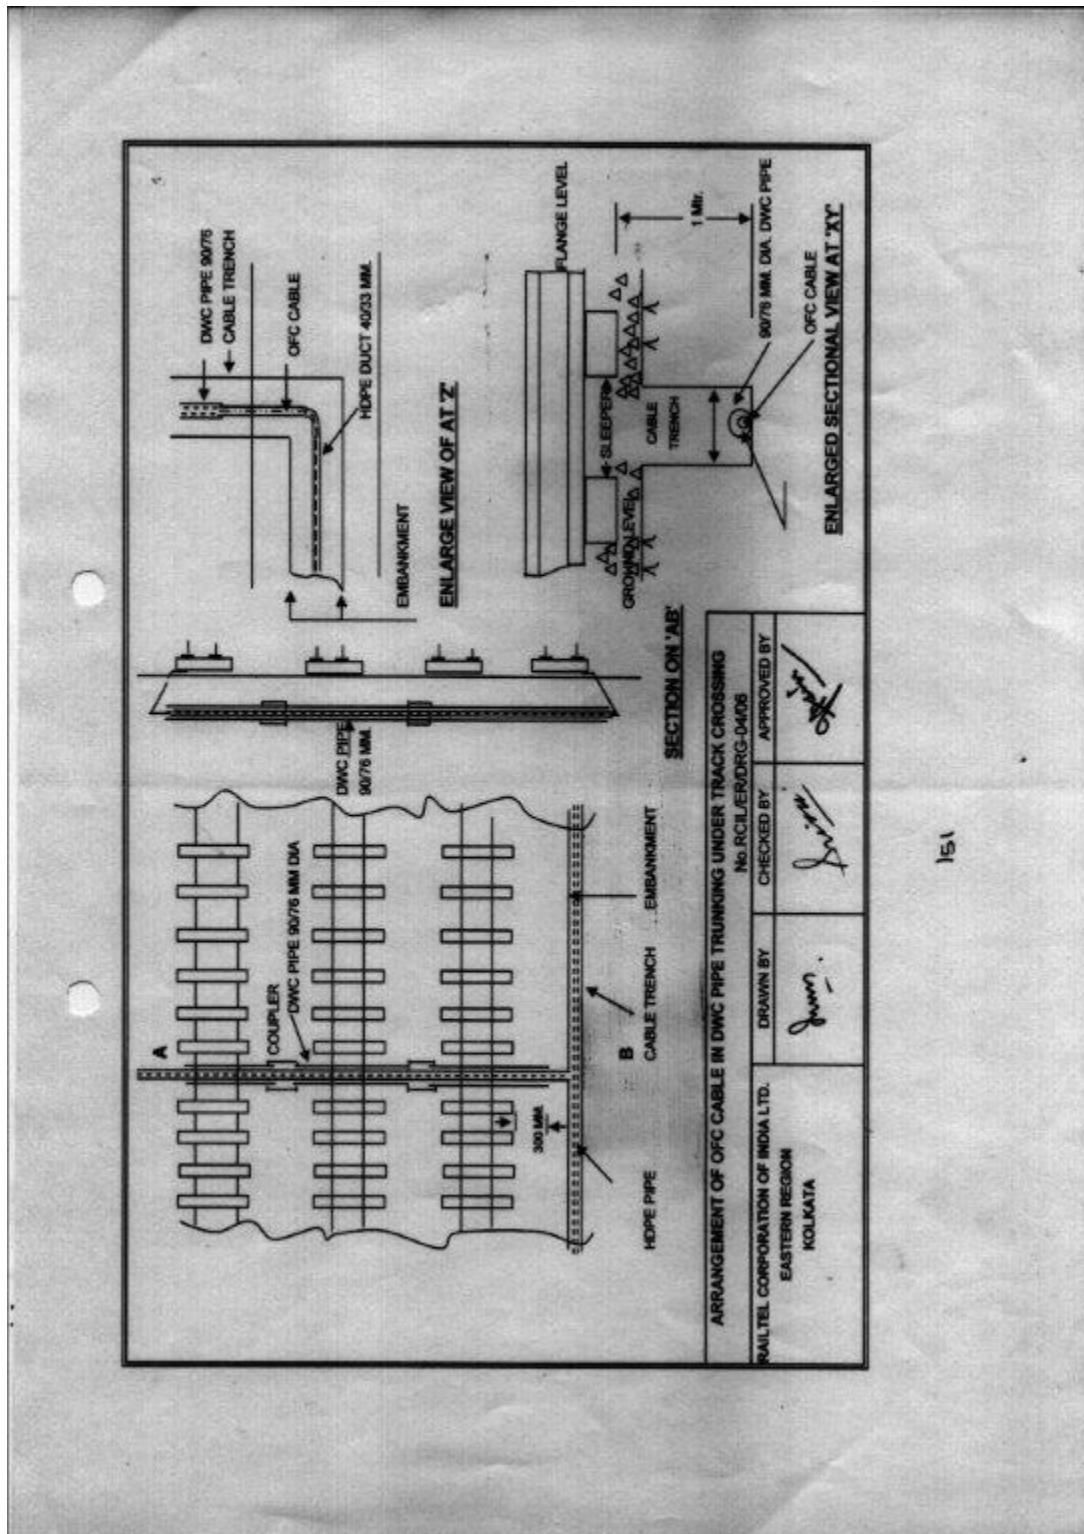 A
COUPLER
DWC PIPE 90/76 MM DIA
300 MM.
HDPE PIPE
B
CABLE TRENCH
EMBANKMENT
DWC PIPE
90/76 MM.
SECTION ON 'AB'
DWC PIPE 90/76
CABLE TRENCH
OFC CABLE
HDPE DUCT 40/33 MM.
EMBANKMENT
ENLARGE VIEW OF AT 'Z'
FLANGE LEVEL
SLEEPER
GROUND LEVEL
CABLE
TRENCH
1 Mtr.
90/76 MM. DIA. DWC PIPE
OFC CABLE
ENLARGED SECTIONAL VIEW AT 'XY'
ARRANGEMENT OF OFC CABLE IN DWC PIPE TRUNKING UNDER TRACK CROSSING
No.RCIL/ER/DRG-04/06
RAILTEL CORPORATION OF INDIA LTD.
EASTERN REGION
KOLKATA
DRAWN BY
CHECKED BY
APPROVED BY
151